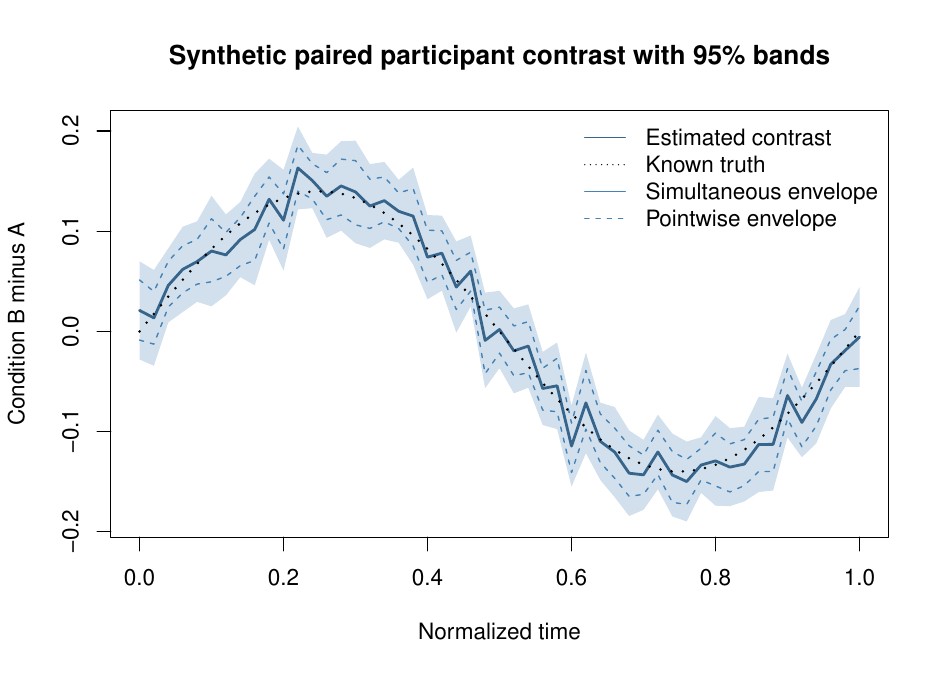 Synthetic paired participant contrast with 95% bands
Estimated contrast
Known truth
Simultaneous envelope
Pointwise envelope
Condition B minus A
0.2
0.1
0.0
−0.1
−0.2
0.0 0.2 0.4 0.6 0.8 1.0
Normalized time